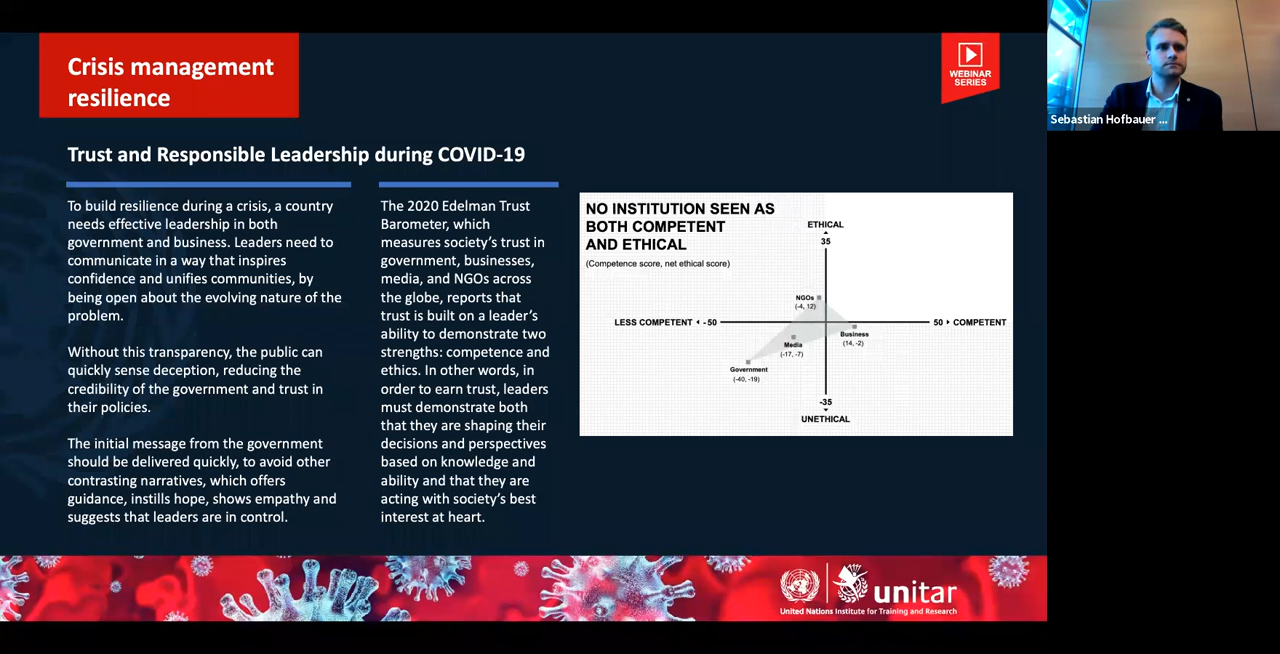 Crisis management
resilience
WEBINAR
SERIES
Sebastian Hofbauer ...
Trust and Responsible Leadership during COVID-19
To build resilience during a crisis, a country
needs effective leadership in both
government and business. Leaders need to
communicate in a way that inspires
confidence and unifies communities, by
being open about the evolving nature of the
problem.
Without this transparency, the public can
quickly sense deception, reducing the
credibility of the government and trust in
their policies.
The initial message from the government
should be delivered quickly, to avoid other
contrasting narratives, which offers
guidance, instills hope, shows empathy and
suggests that leaders are in control.
The 2020 Edelman Trust
Barometer, which
measures society's trust in
government, businesses,
media, and NGOs across
the globe, reports that
trust is built on a leader's
ability to demonstrate two
strengths: competence and
ethics. In other words, in
order to earn trust, leaders
must demonstrate both
that they are shaping their
decisions and perspectives
based on knowledge and
ability and that they are
acting with society's best
interest at heart.
NO INSTITUTION SEEN AS
BOTH COMPETENT
AND ETHICAL
(Competence score, net ethical score)
ETHICAL
35
NGOs
(-4, 12)
LESS COMPETENT -50
50 COMPETENT
Business
(14, -2)
Media
(-17, -7)
Government
(-40, -19)
-35
UNETHICAL
unitar
United Nations Institute for Training and Research